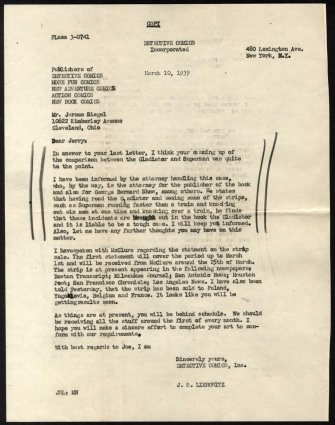 COPY
PLaza 3-0741
DETECTIVE COMICS
Incorporated
480 Lexington Ave.
New York, N.Y.
Publishers of
DETECTIVE COMICS
MORE FUN COMICS
NEW ADVENTURE COMICS
ACTION COMICS
NEW BOOK COMICS
March 10, 1939
Mr. Jerome Siegel
10622 Kimberley Avenue
Cleveland, Ohio
Dear Jerry:
In answer to your last letter, I think your summing up of
the comparison between the Gladiator and Superman was quite
to the point.
I have been informed by the attorney handling this case,
who, by the way, is the attorney for the publisher of the book
and also for George Bernard Shaw, among others. He states
that having read the Gladiator and seeing some of the strips,
such as Superman running faster than a train and knocking
out six men at one time and knocking over a train, he finds
that these incidents are brought out in the book the Gladiator
and it is liable to be a tough case. I will keep you informed.
Also, let me have any further thoughts you may have on this
matter.
I have spoken with McClure regarding the statement on the strip
sale. The first statement will cover the period up to March
1st and will be received from McClure around the 25th of March.
The strip is at present appearing in the following newspapers:
Boston Transcript; Milwaukee Journal; San Antonio News; Houston
Post; San Francisco Chronicle; Los Angeles News. I have also been
told yesterday, that the strip has been sold to Poland,
Yugoslavia, Belgium and France. It looks like you will be
getting results soon.
As things are at present, you will be behind schedule. We should
be receiving all the stuff around the first of every month. I
hope you will make a sincere effort to complete your art to con-
form with our requirements.
With best regards to Joe, I am
Sincerely yours,
DETECTIVE COMICS, Inc.
J. S. LIEBOWITZ
JSL: RN